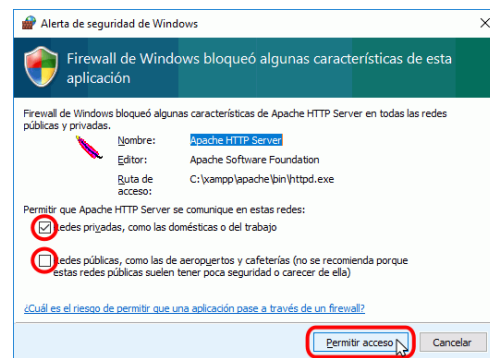 Alerta de seguridad de Windows
Firewall de Windows bloqueó algunas características de esta
aplicación
Firewall de Windows bloqueó algunas características de Apache HTTP Server en todas las redes
públicas y privadas.
Nombre: Apache HTTP Server
Editor: Apache Software Foundation
Ruta de C:\xampp\apache\bin\httpd.exe
acceso:
Permitir que Apache HTTP Server se comunique en estas redes:
Redes privadas, como las domésticas o del trabajo
Redes públicas, como las de aeropuertos y cafeterías (no se recomienda porque
estas redes públicas suelen tener poca seguridad o carecer de ella)
¿Cuál es el riesgo de permitir que una aplicación pase a través de un firewall?
Permitir acceso Cancelar